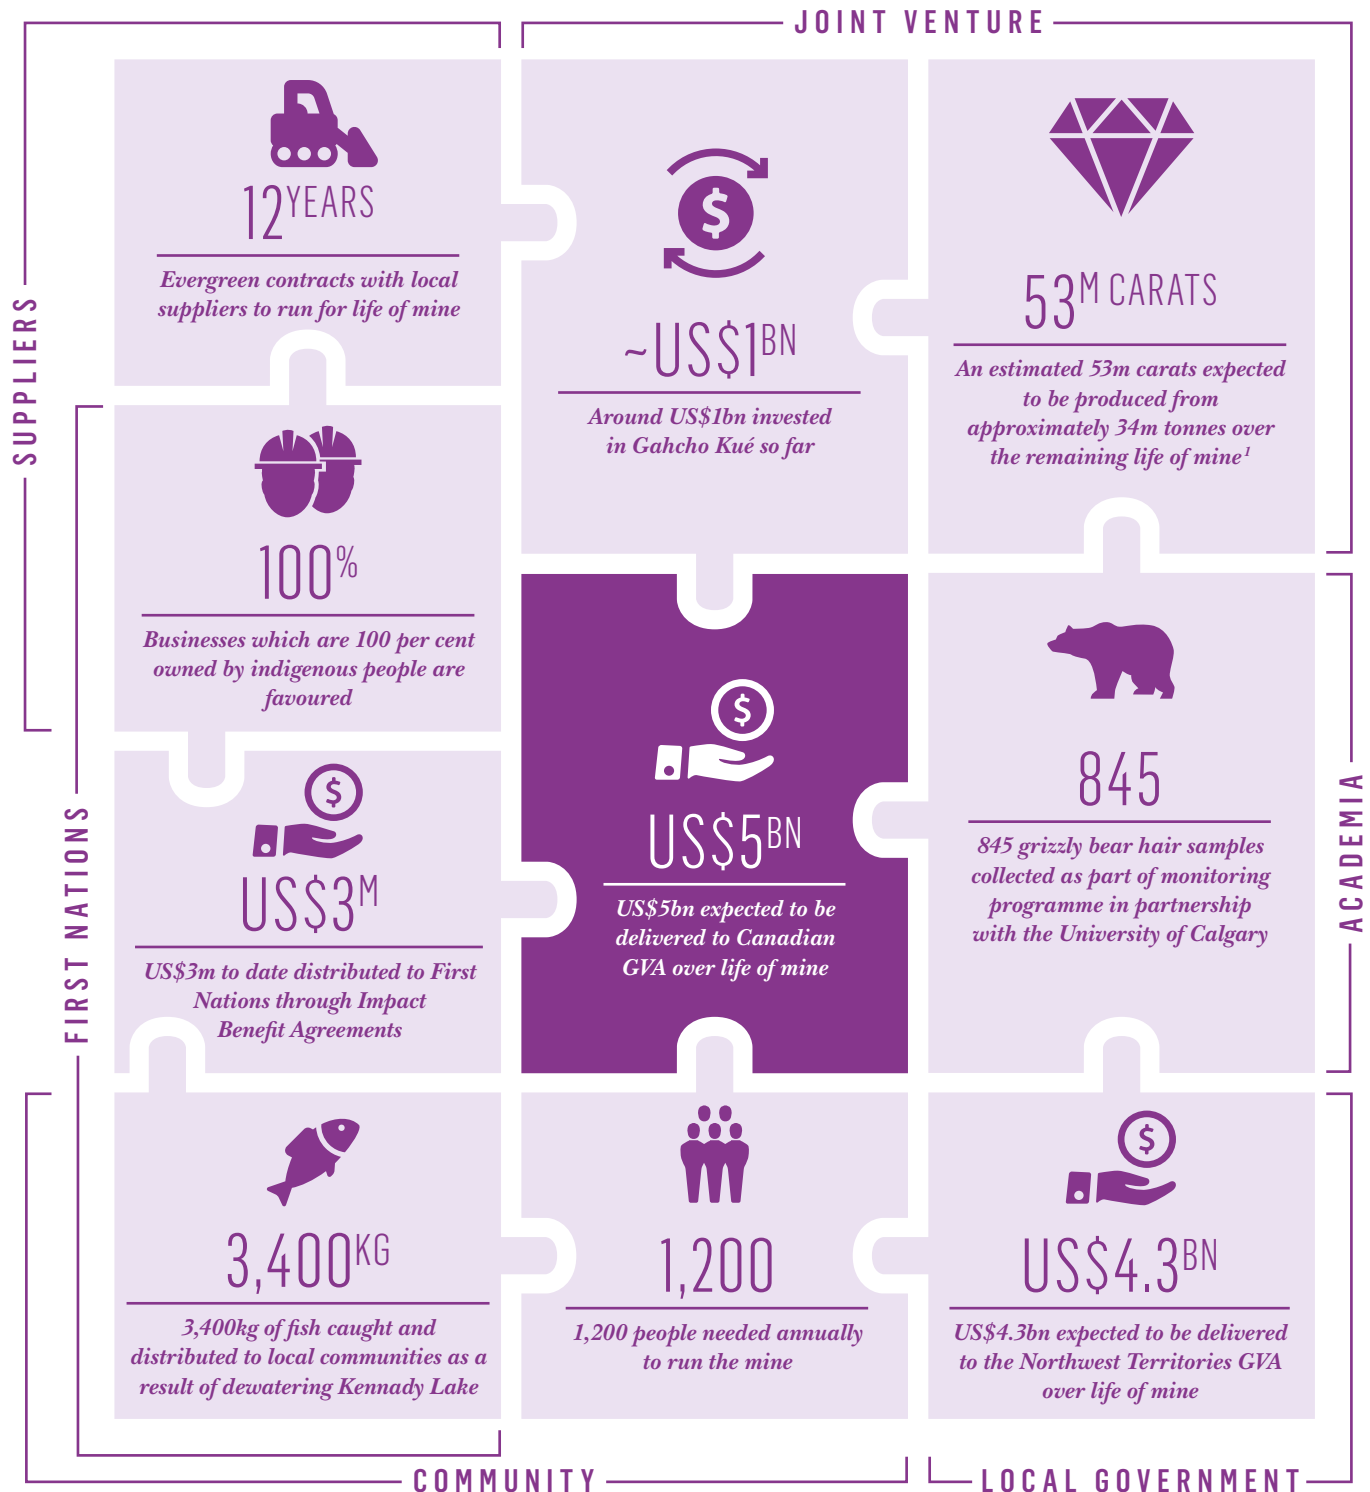 JOINT VENTURE
SUPPLIERS
12 YEARS
Evergreen contracts with local
suppliers to run for life of mine
~US$1BN
Around US$1bn invested
in Gahcho Kué so far
53M CARATS
An estimated 53m carats expected
to be produced from
approximately 34m tonnes over
the remaining life of mine1
FIRST NATIONS
100%
Businesses which are 100 per cent
owned by indigenous people are
favoured
US$3M
US$3m to date distributed to First
Nations through Impact
Benefit Agreements
US$5BN
US$5bn expected to be
delivered to Canadian
GVA over life of mine
ACADEMIA
845
845 grizzly bear hair samples
collected as part of monitoring
programme in partnership
with the University of Calgary
3,400KG
3,400kg of fish caught and
distributed to local communities as a
result of dewatering Kennady Lake
1,200
1,200 people needed annually
to run the mine
US$4.3BN
US$4.3bn expected to be delivered
to the Northwest Territories GVA
over life of mine
COMMUNITY
LOCAL GOVERNMENT
$
$
$
$